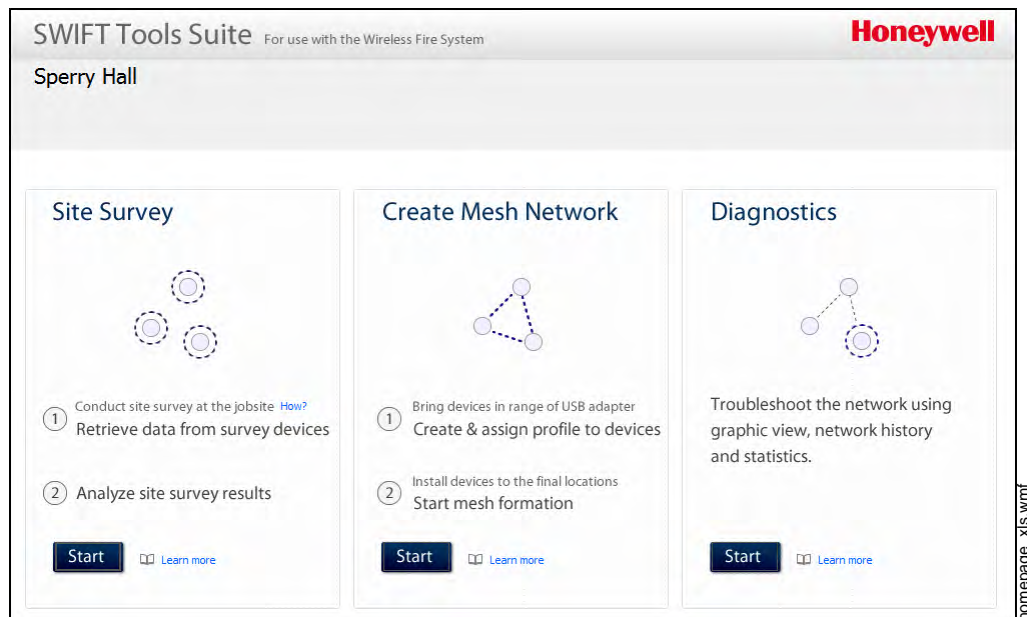 SWIFT Tools Suite For use with the Wireless Fire System
Honeywell
Sperry Hall
Site Survey
1 Conduct site survey at the jobsite How?
Retrieve data from survey devices
2 Analyze site survey results
Start Learn more
Create Mesh Network
1 Bring devices in range of USB adapter
Create & assign profile to devices
2 Install devices to the final locations
Start mesh formation
Start Learn more
Diagnostics
Troubleshoot the network using
graphic view, network history
and statistics.
Start Learn more
homepage_xls.wmf